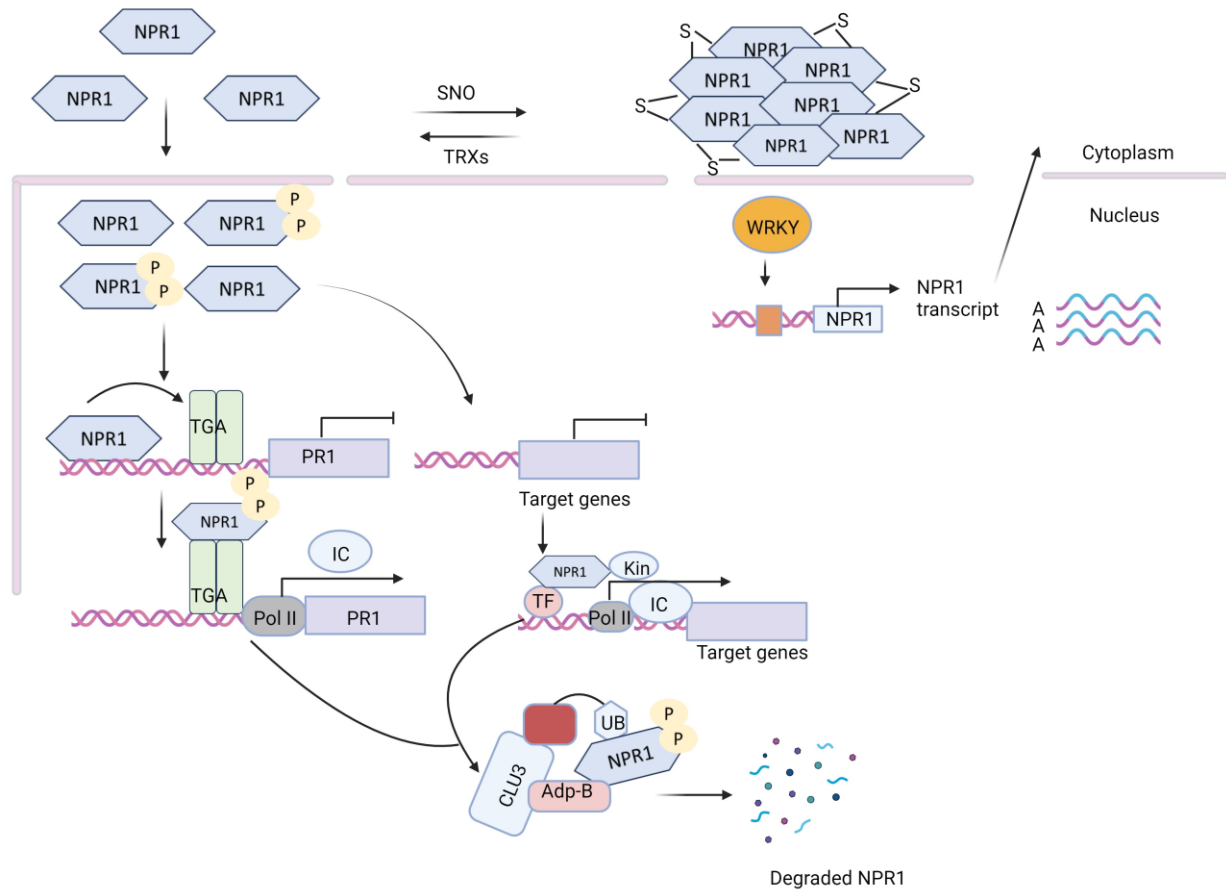 NPR1
NPR1
NPR1
SNO
TRXs
S
S
NPR1
NPR1
NPR1
S
S
NPR1
NPR1
NPR1
NPR1
S
Cytoplasm
Nucleus
WRKY
NPR1
NPR1
transcript
A
A
A
NPR1
NPR1
P
P
NPR1
P
P
NPR1
NPR1
TGA
PR1
Target genes
P
P
NPR1
TGA
IC
Pol II
PR1
NPR1
Kin
TF
Pol II
IC
Target genes
CLU3
UB
NPR1
P
P
Adp-B
Degraded NPR1